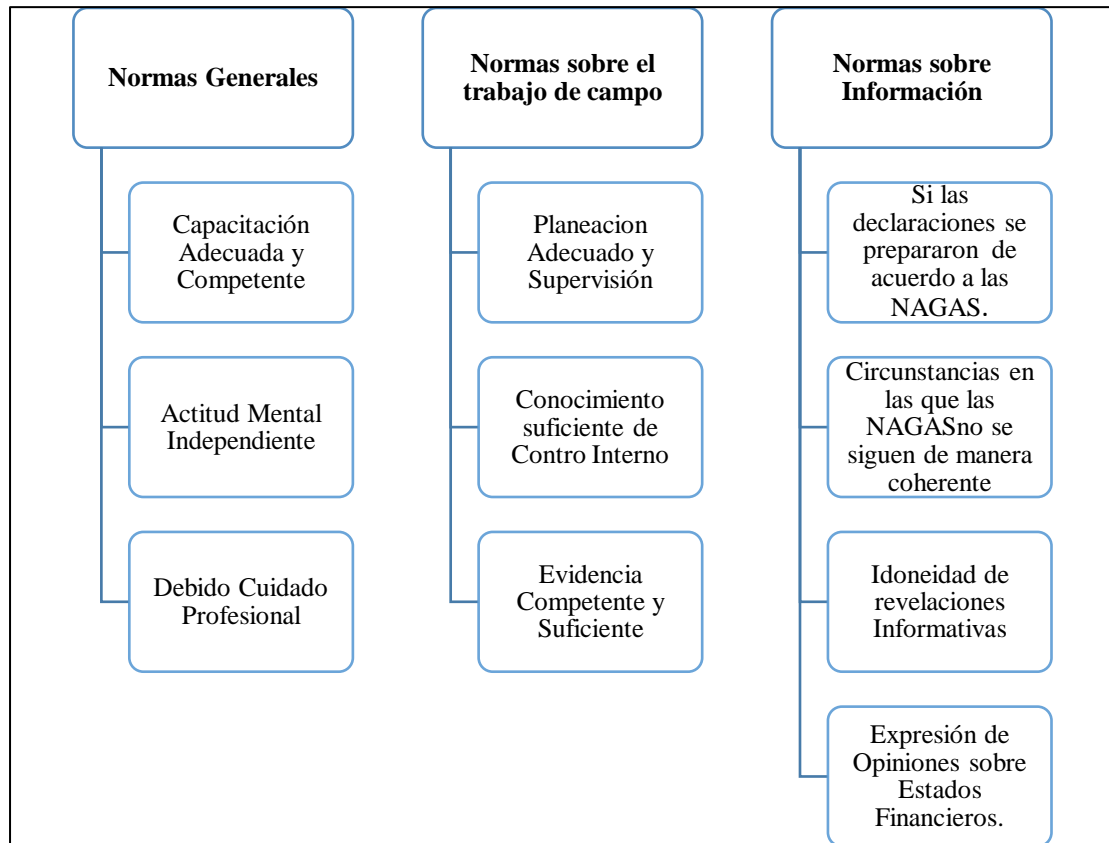 Normas Generales
Capacitación
Adecuada y
Competente
Actitud Mental
Independiente
Debido Cuidado
Profesional
Normas sobre el
trabajo de campo
Planeacion
Adecuado y
Supervisión
Conocimiento
suficiente de
Contro Interno
Evidencia
Competente y
Suficiente
Normas sobre
Información
Si las
declaraciones se
prepararon de
acuerdo a las
NAGAS.
Circunstancias en
las que las
NAGASno se
siguen de manera
coherente
Idoneidad de
revelaciones
Informativas
Expresión de
Opiniones sobre
Estados
Financieros.